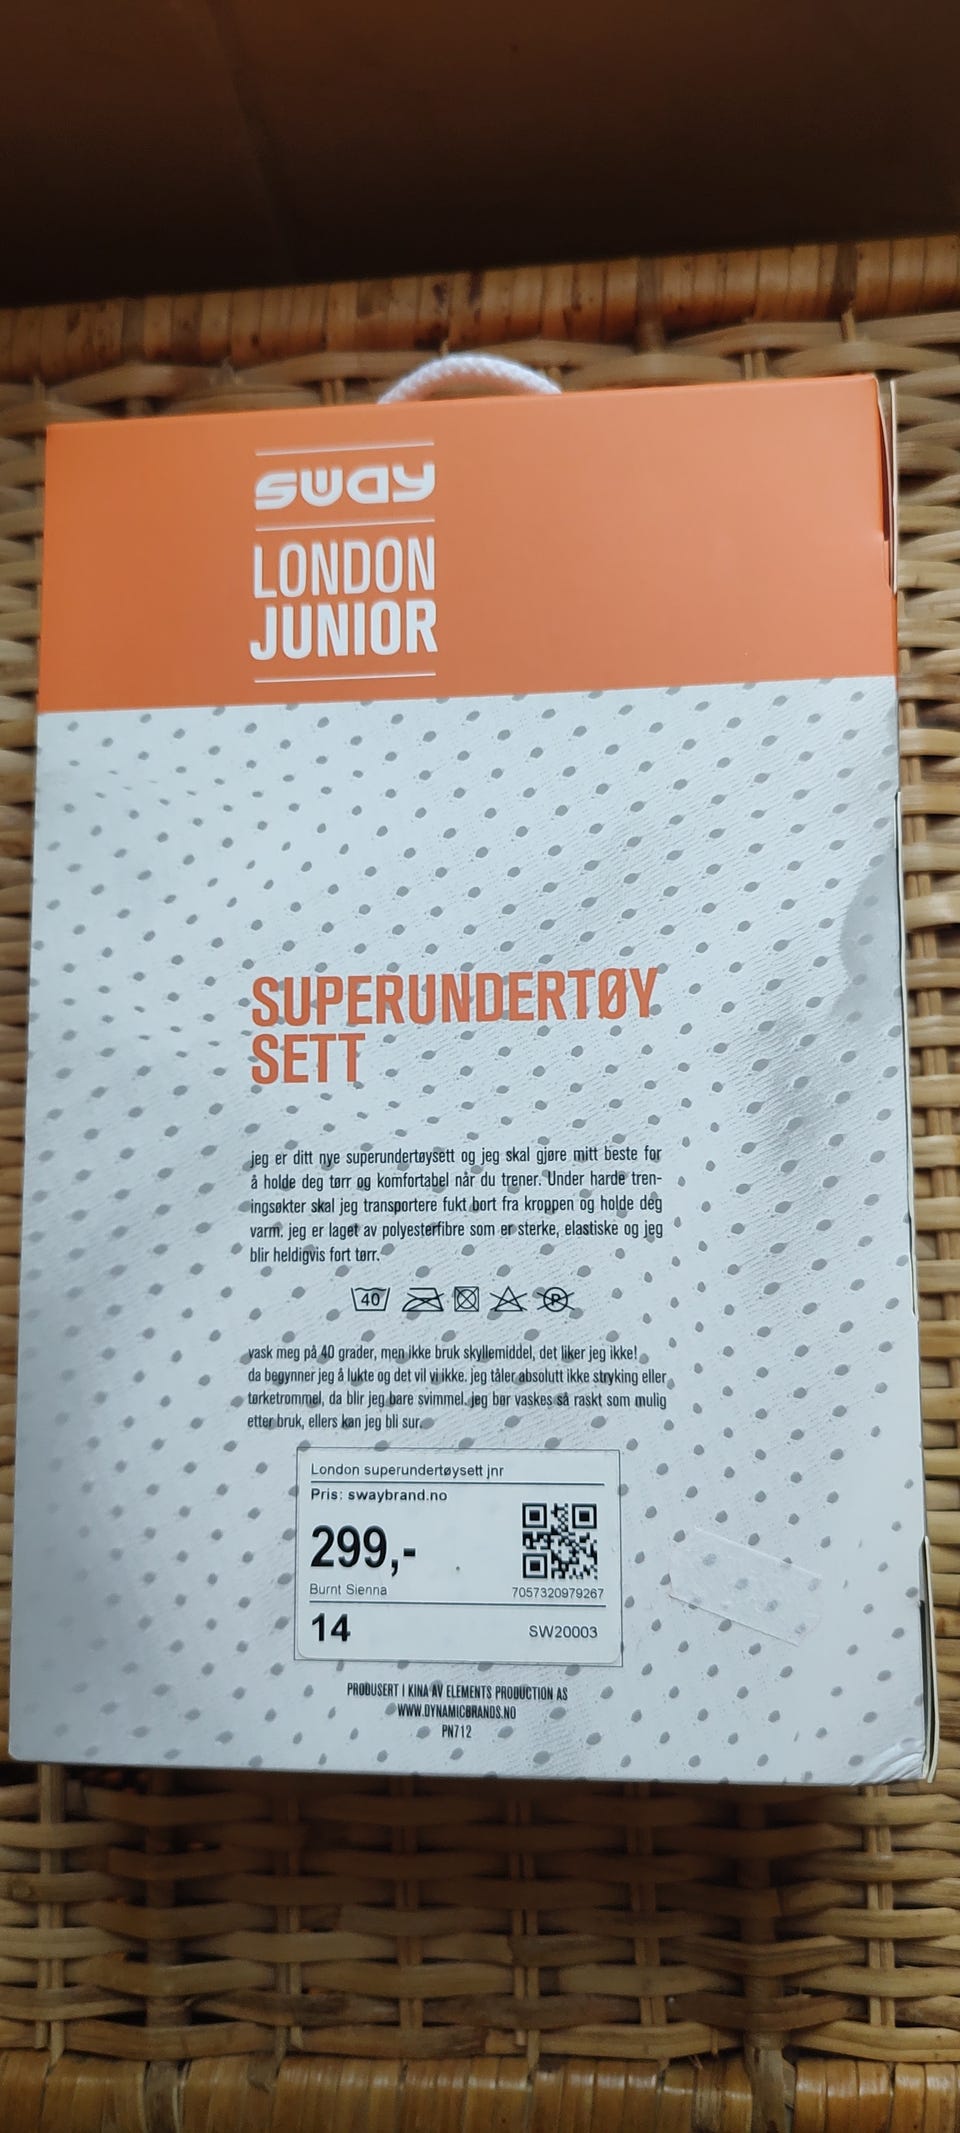 sway
LONDON
JUNIOR
SUPERUNDERTØY
SETT
jeg er ditt nye superundertøysett og jeg skal gjøre mitt beste for
å holde deg tørr og komfortabel når du trener. Under harde tren-
ingsøkter skal jeg transportere fukt bort fra kroppen og holde deg
varm. jeg er laget av polyesterfibre som er sterke, elastiske og jeg
blir heldigvis fort tørr.
40 P
vask meg på 40 grader, men ikke bruk skyllemiddel, det liker jeg ikke!
da begynner jeg å lukte og det vil vi ikke. jeg tåler absolutt ikke stryking eller
tørketrommel, da blir jeg bare svimmel. jeg bør vaskes så raskt som mulig
etter bruk, ellers kan jeg bli sur.
London superundertøysett jnr
Pris: swaybrand.no
299,-
Burnt Sienna
7057320979267
14
SW20003
PRODUSERT I KINA AV ELEMENTS PRODUCTION AS
WWW.DYNAMICBRANDS.NO
PN712